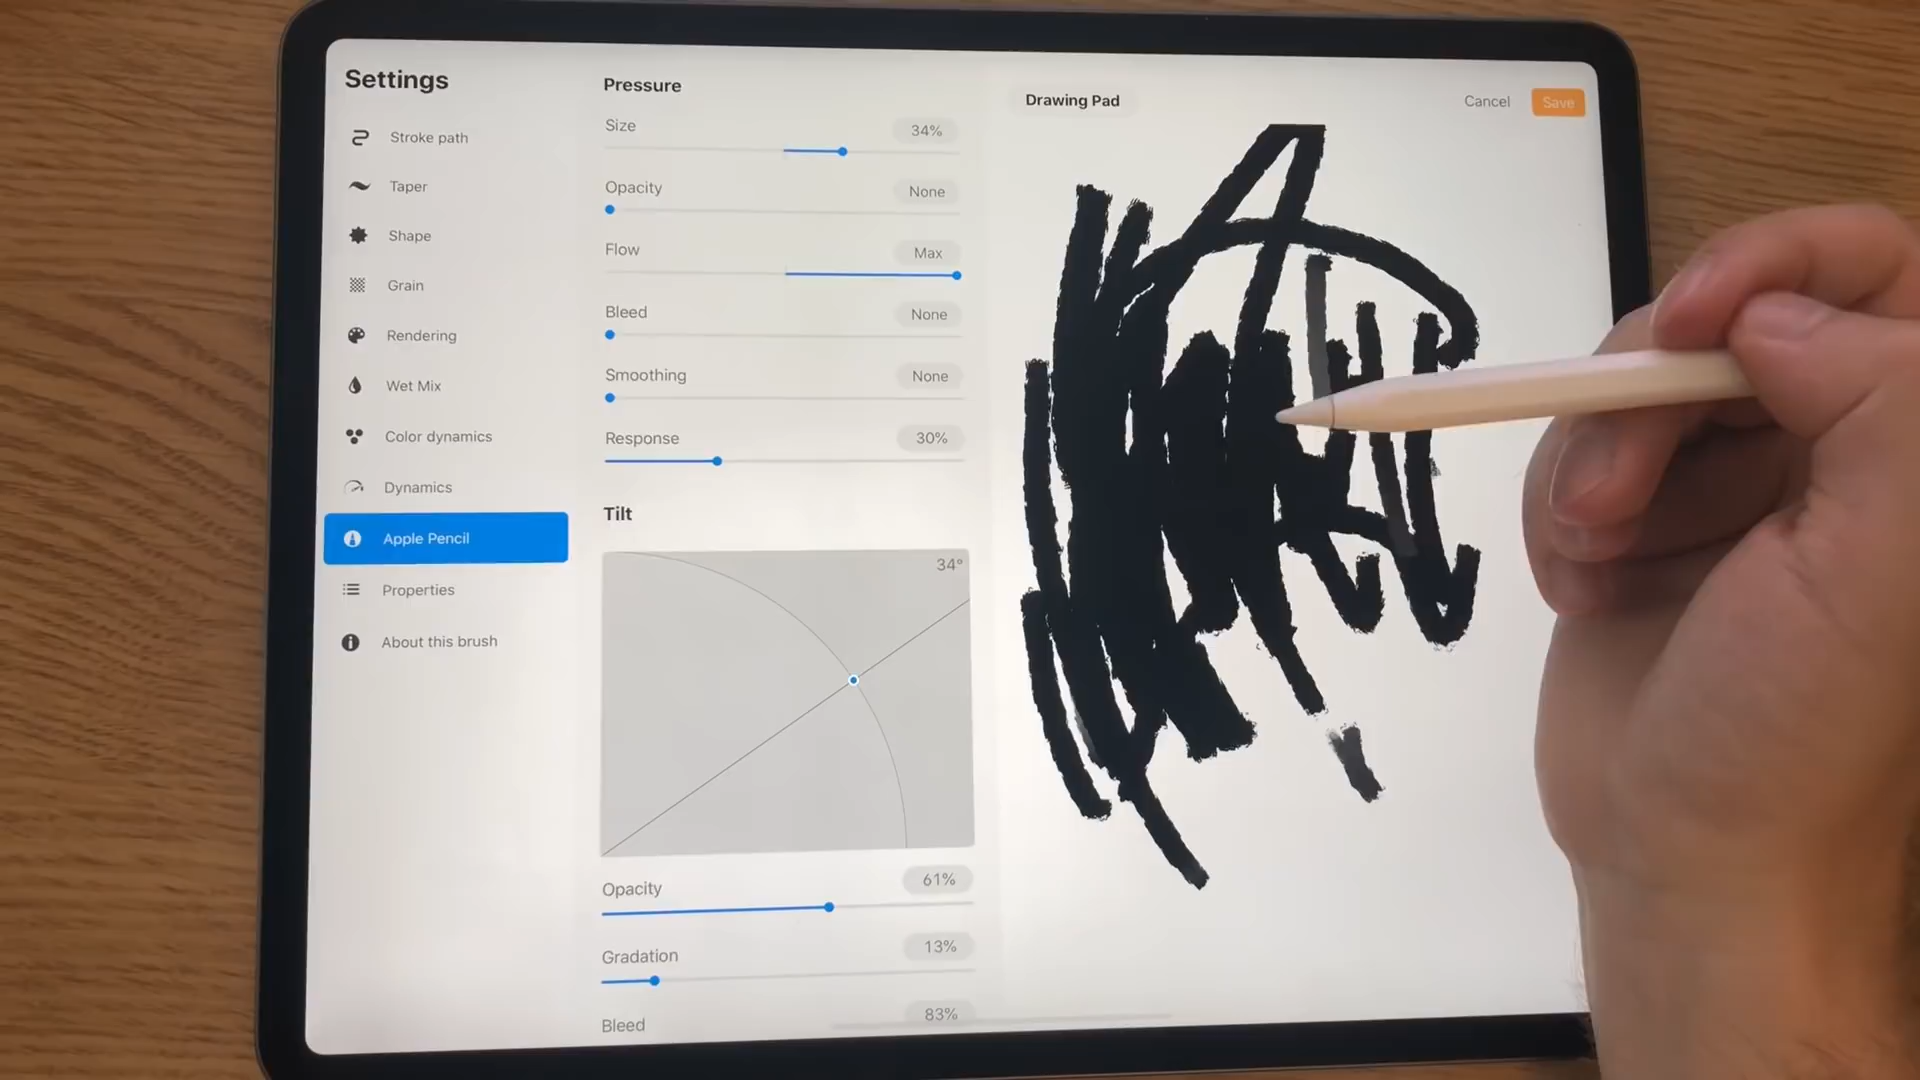 Settings
Stroke path
Taper
Shape
Grain
Rendering
Wet Mix
Color dynamics
Dynamics
Apple Pencil
Properties
About this brush
Pressure
Size 34%
Opacity None
Flow Max
Bleed None
Smoothing None
Response 30%
Tilt
34°
Opacity 61%
Gradation 13%
Bleed 83%
Drawing Pad
Cancel
Save